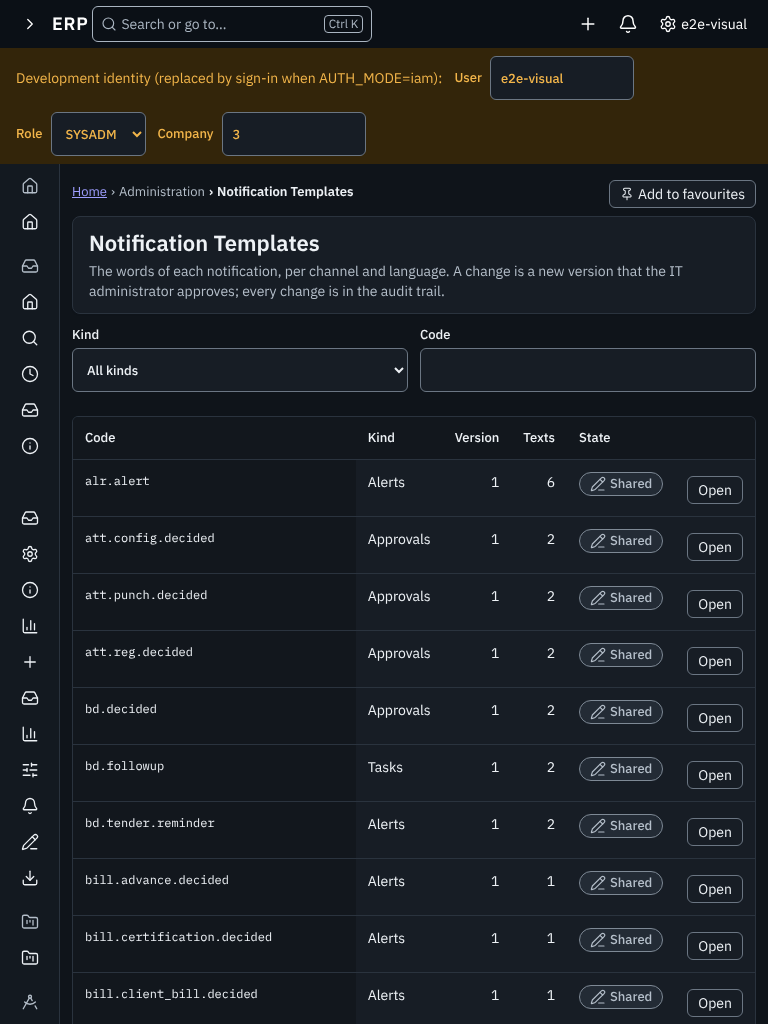 ERP
Search or go to...
Ctrl K
e2e-visual
Development identity (replaced by sign-in when AUTH_MODE=iam):
User
e2e-visual
Role
SYSADM
Company
3
Home › Administration › Notification Templates
Add to favourites
Notification Templates
The words of each notification, per channel and language. A change is a new version that the IT
administrator approves; every change is in the audit trail.
Kind
Code
All kinds
Code Kind Version Texts State
alr.alert Alerts 1 6 Shared Open
att.config.decided Approvals 1 2 Shared Open
att.punch.decided Approvals 1 2 Shared Open
att.reg.decided Approvals 1 2 Shared Open
bd.decided Approvals 1 2 Shared Open
bd.followup Tasks 1 2 Shared Open
bd.tender.reminder Alerts 1 2 Shared Open
bill.advance.decided Alerts 1 1 Shared Open
bill.certification.decided Alerts 1 1 Shared Open
bill.client_bill.decided Alerts 1 1 Shared Open